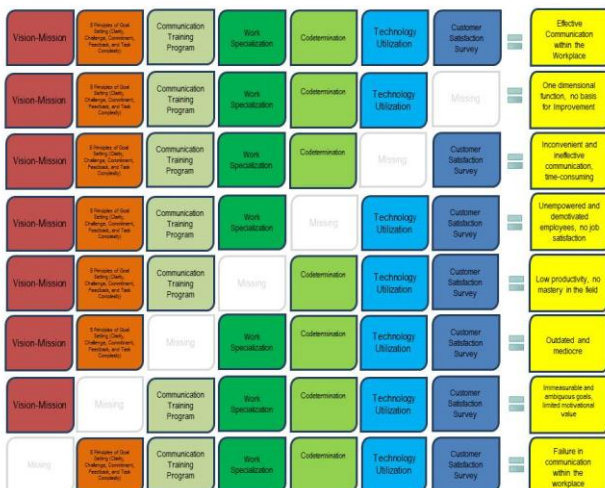 Vision-Mission
5 Principles of Goal
Setting (Clarity,
Challenge, Commitment,
Feedback, and Task
Complexity)
Communication
Training
Program
Work
Specialization
Codetermination
Technology
Utilization
Customer
Satisfaction
Survey
Effective
Communication
within the
Workplace
Vision-Mission
5 Principles of Goal
Setting (Clarity,
Challenge, Commitment,
Feedback, and Task
Complexity)
Communication
Training
Program
Work
Specialization
Codetermination
Technology
Utilization
Missing
One dimensional
function, no basis
for Improvement
Vision-Mission
5 Principles of Goal
Setting (Clarity,
Challenge, Commitment,
Feedback, and Task
Complexity)
Communication
Training
Program
Work
Specialization
Codetermination
Missing
Customer
Satisfaction
Survey
Inconvenient and
ineffective
communication,
time-consuming
Vision-Mission
5 Principles of Goal
Setting (Clarity,
Challenge, Commitment,
Feedback, and Task
Complexity)
Communication
Training
Program
Work
Specialization
Missing
Technology
Utilization
Customer
Satisfaction
Survey
Unempowered and
demotivated
employees, no job
satisfaction
Vision-Mission
5 Principles of Goal
Setting (Clarity,
Challenge, Commitment,
Feedback, and Task
Complexity)
Communication
Training
Program
Missing
Codetermination
Technology
Utilization
Customer
Satisfaction
Survey
Low productivity, no
mastery in the field
Vision-Mission
5 Principles of Goal
Setting (Clarity,
Challenge, Commitment,
Feedback, and Task
Complexity)
Missing
Work
Specialization
Codetermination
Technology
Utilization
Customer
Satisfaction
Survey
Outdated and
mediocre
Vision-Mission
Missing
Communication
Training
Program
Work
Specialization
Codetermination
Technology
Utilization
Customer
Satisfaction
Survey
Immeasurable and
ambiguous goals,
limited motivational
value
Missing
5 Principles of Goal
Setting (Clarity,
Challenge, Commitment,
Feedback, and Task
Complexity)
Communication
Training
Program
Work
Specialization
Codetermination
Technology
Utilization
Customer
Satisfaction
Survey
Failure in
communication
within the
workplace